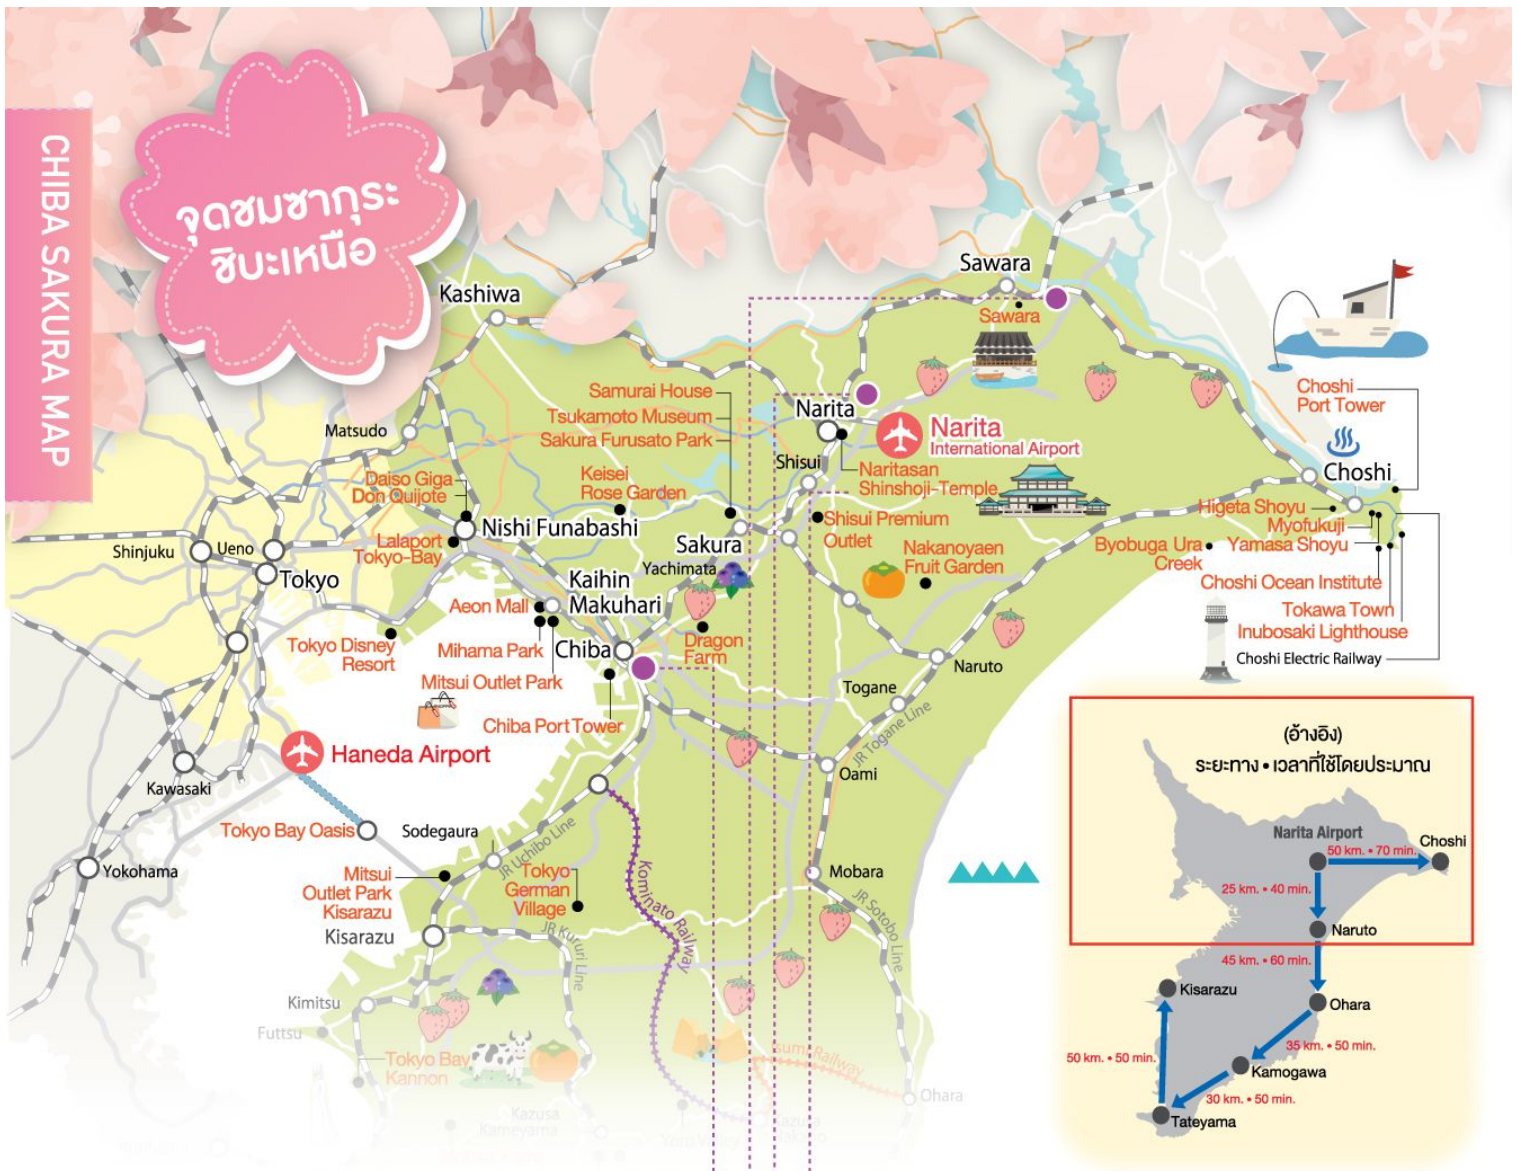 CHIBA SAKURA MAP
จุดชมซากุระ
ชิบะเหนือ
Kashiwa
Sawara
Sawara
Choshi
Port Tower
Samurai House
Tsukamoto Museum
Sakura Furusato Park
Narita
Narita
International Airport
Matsudo
Shisui
Naritasan
Shinshoji-Temple
Choshi
Daiso Giga
Don Quijote
Keisei
Rose Garden
Nishi Funabashi
Shisui Premium
Outlet
Higeta Shoyu
Myofukuji
Yamasa Shoyu
Byobuga Ura
Creek
Shinjuku
Ueno
Lalaport
Tokyo-Bay
Sakura
Yachimata
Nakanoyaen
Fruit Garden
Choshi Ocean Institute
Tokyo
Kaihin
Makuhari
Aeon Mall
Tokawa Town
Inubosaki Lighthouse
Choshi Electric Railway
Tokyo Disney
Resort
Mihama Park
Chiba
Dragon
Farm
Mitsui Outlet Park
Naruto
Togane
Chiba Port Tower
JR Togane Line
Haneda Airport
Kawasaki
Oami
Tokyo Bay Oasis
Sodegaura
JR Uchibo Line
Yokohama
Mitsui
Outlet Park
Kisarazu
Tokyo
German
Village
Kominato Railway
Mobara
JR Sotobo Line
Kisarazu
JR Kururi Line
Kimitsu
Futtsu
Tokyo Bay
Kannon
Isumi Railway
Ohara
Kazusa
Kameyama
(อ้างอิง)
ระยะทาง • เวลาที่ใช้โดยประมาณ
Narita Airport
Choshi
50 km. • 70 min.
25 km. • 40 min.
Naruto
45 km. • 60 min.
Kisarazu
Ohara
35 km. • 50 min.
50 km. • 50 min.
Kamogawa
30 km. • 50 min.
Tateyama